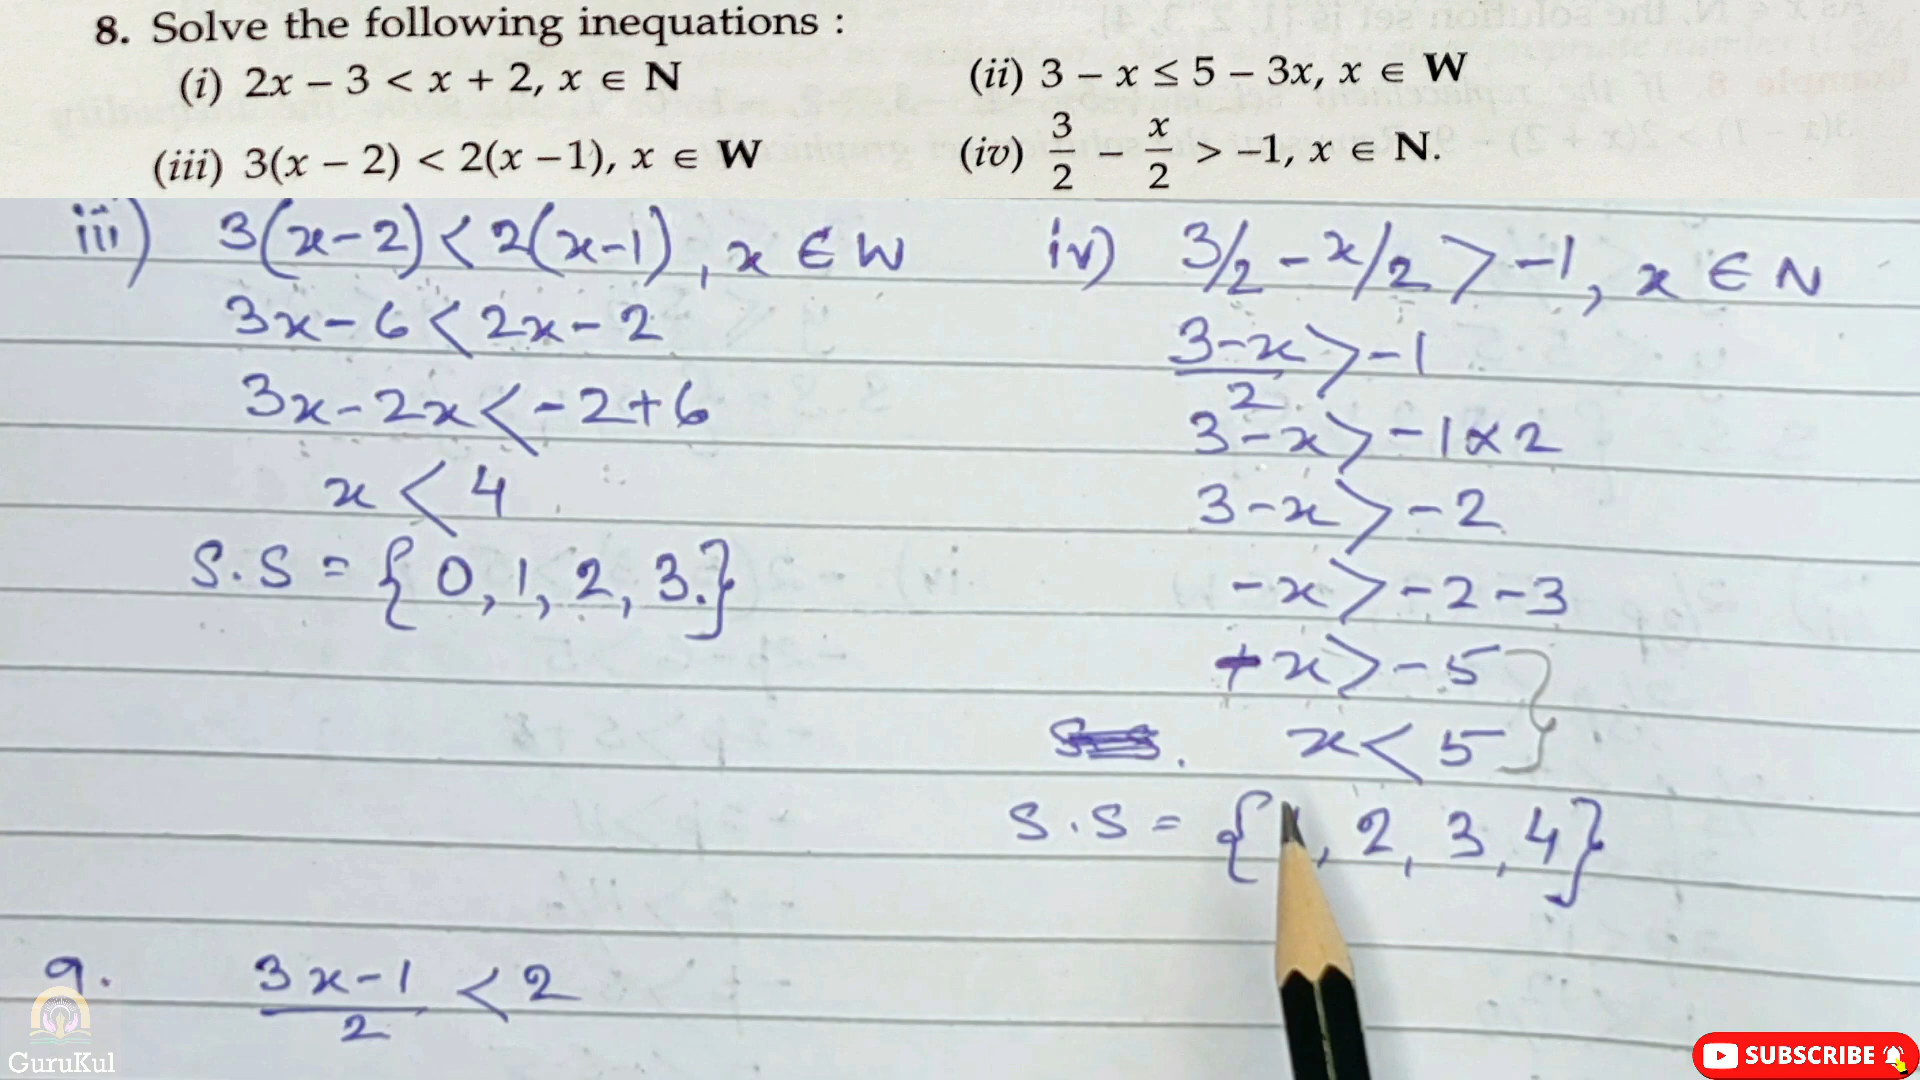 8. Solve the following inequations :
(i) 2x – 3 < x + 2, x ∈ N
(ii) 3 – x ≤ 5 – 3x, x ∈ W
(iii) 3(x – 2) < 2(x – 1), x ∈ W
(iv) 3/2 – x/2 > –1, x ∈ N.
iii) 3(x-2) < 2(x-1), x ∈ W
3x-6 < 2x-2
3x-2x < -2+6
x < 4
S.S = {0, 1, 2, 3.}
iv) 3/2 - x/2 > -1, x ∈ N
3-x/2 > -1
3-x > -1×2
3-x > -2
-x > -2-3
+x > -5
x < 5
S.S = {1, 2, 3, 4}
9. 3x-1/2 < 2
GuruKul
SUBSCRIBE